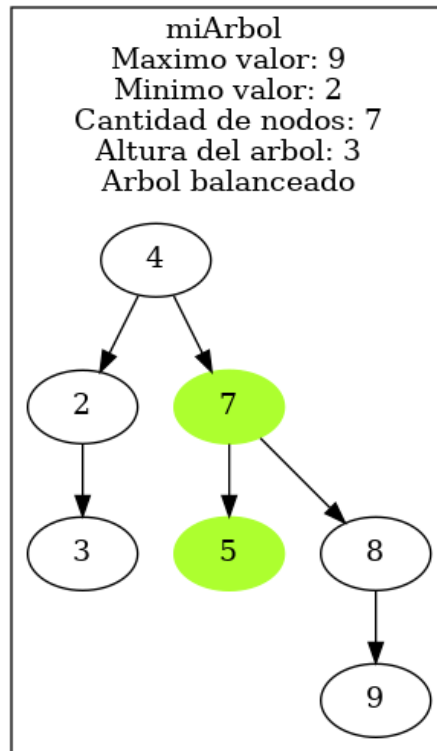 miArbol
Maximo valor: 9
Minimo valor: 2
Cantidad de nodos: 7
Altura del arbol: 3
Arbol balanceado
4
2 7
3 5 8
9